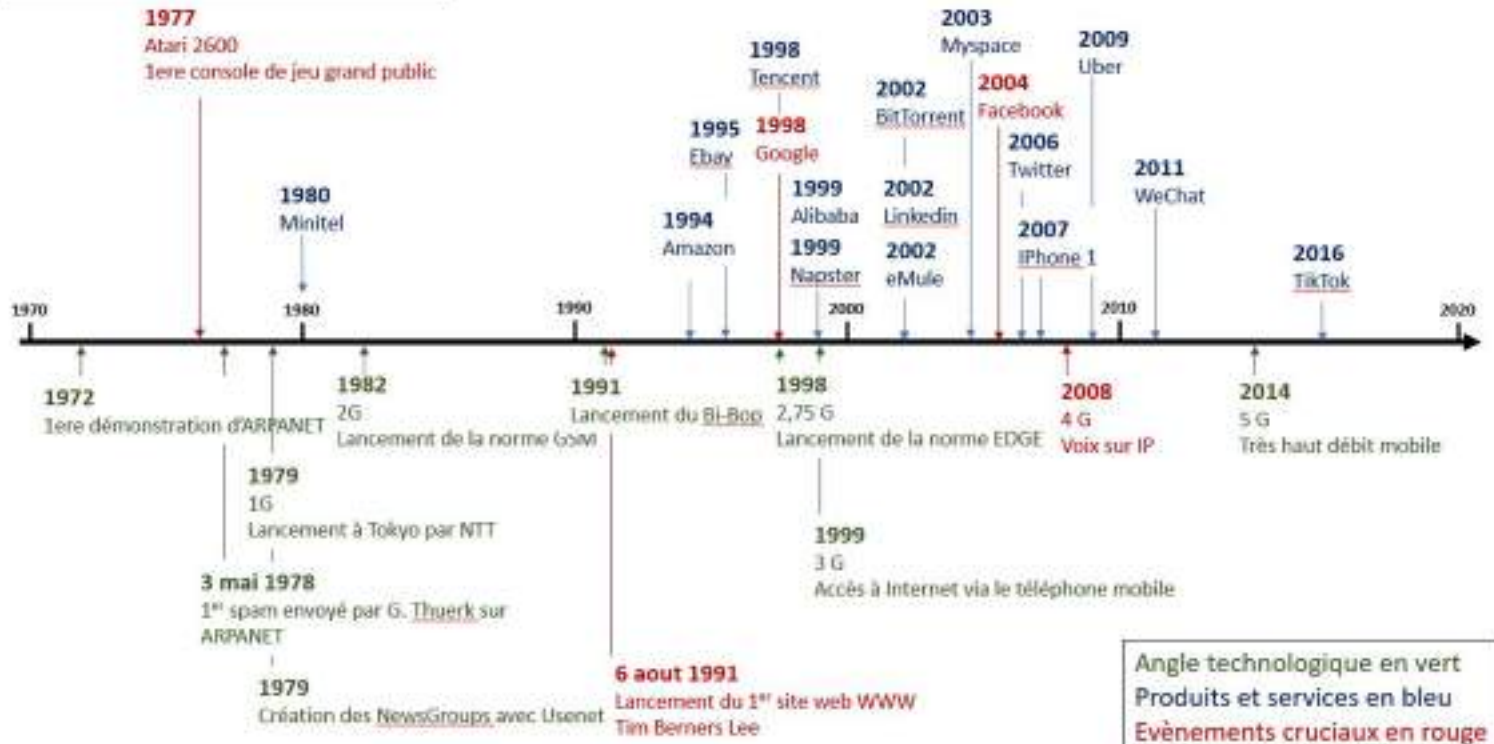 1977
Atari 2600
1ere console de jeu grand public
1980
Minitel
1994
Amazon
1995
Ebay
1998
Tencent
1998
Google
1999
Alibaba
1999
Napster
2002
BitTorrent
2002
Linkedin
2002
eMule
2003
Myspace
2004
Facebook
2006
Twitter
2007
IPhone 1
2009
Uber
2011
WeChat
2016
TikTok
1970
1980
1990
2000
2010
2020
1972
1ere démonstration d'ARPANET
3 mai 1978
1er spam envoyé par G. Thuerk sur
ARPANET
1979
1G
Lancement à Tokyo par NTT
1979
Création des NewsGroups avec Usenet
1982
2G
Lancement de la norme GSM
1991
Lancement du Bi-Bop
6 aout 1991
Lancement du 1er site web WWW
Tim Berners Lee
1998
2,75 G
Lancement de la norme EDGE
1999
3 G
Accès à Internet via le téléphone mobile
2008
4 G
Voix sur IP
2014
5 G
Très haut débit mobile
Angle technologique en vert
Produits et services en bleu
Evènements cruciaux en rouge